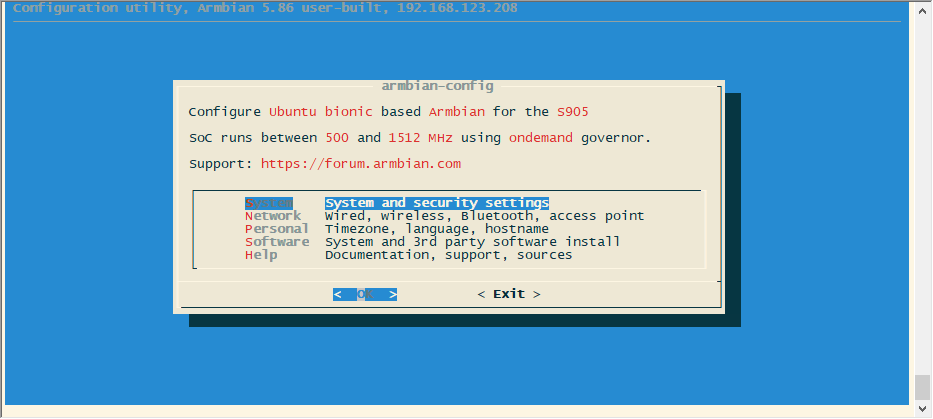 Configuration utility, Armbian 5.86 user-built, 192.168.123.208
armbian-config
Configure Ubuntu bionic based Armbian for the S905
SoC runs between 500 and 1512 MHz using ondemand governor.
Support: https://forum.armbian.com
System System and security settings
Network Wired, wireless, Bluetooth, access point
Personal Timezone, language, hostname
Software System and 3rd party software install
Help Documentation, support, sources
< OK > < Exit >